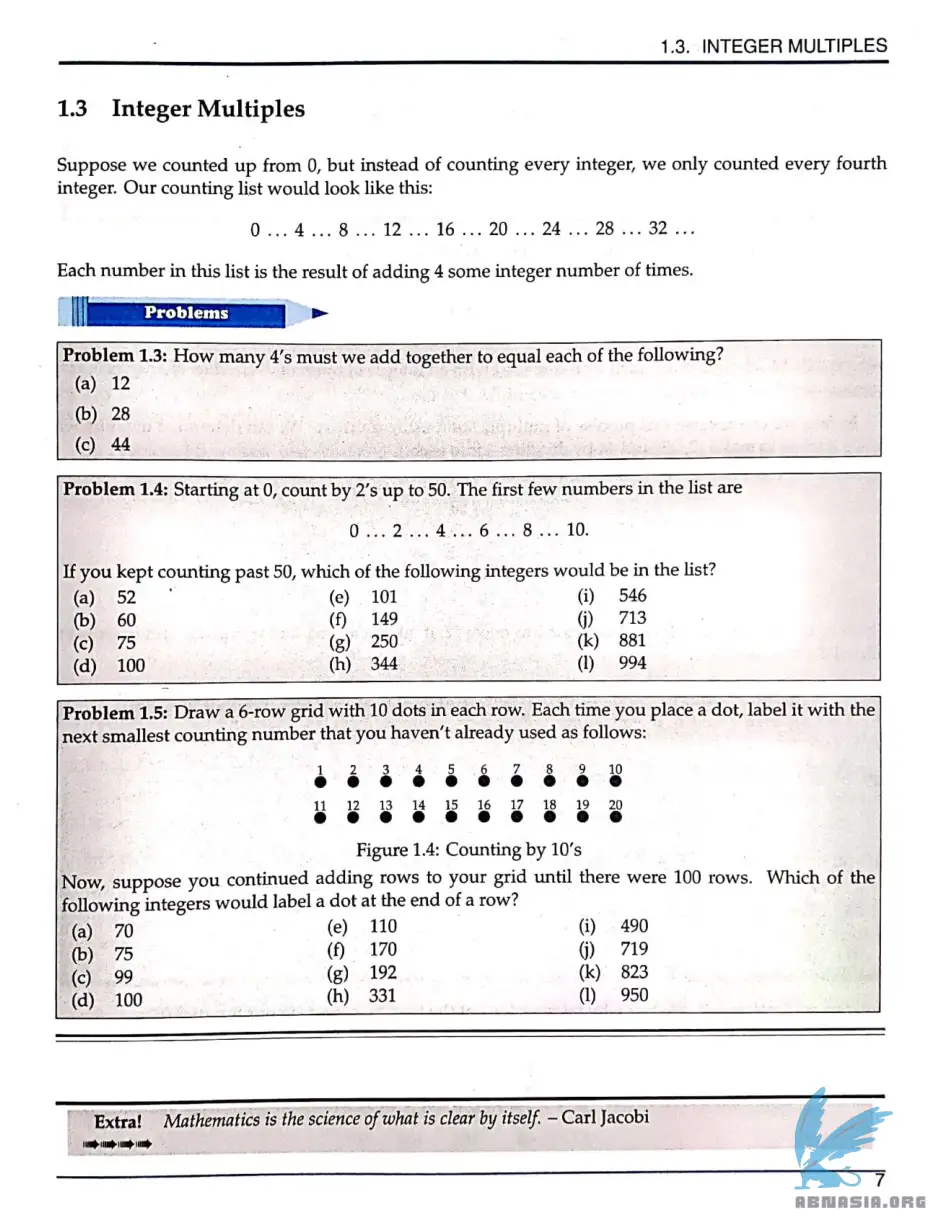 1.3. INTEGER MULTIPLES
1.3 Integer Multiples
Suppose we counted up from 0, but instead of counting every integer, we only counted every fourth
integer. Our counting list would look like this:
0 ... 4 ... 8 ... 12 ... 16 ... 20 ... 24 ... 28 ... 32 ...
Each number in this list is the result of adding 4 some integer number of times.
Problems
Problem 1.3: How many 4's must we add together to equal each of the following?
(a) 12
(b) 28
(c) 44
Problem 1.4: Starting at 0, count by 2's up to 50. The first few numbers in the list are
0 ... 2 ... 4 ... 6 ... 8 ... 10.
If you kept counting past 50, which of the following integers would be in the list?
(a) 52 (e) 101 (i) 546
(b) 60 (f) 149 (j) 713
(c) 75 (g) 250 (k) 881
(d) 100 (h) 344 (l) 994
Problem 1.5: Draw a 6-row grid with 10 dots in each row. Each time you place a dot, label it with the
next smallest counting number that you haven't already used as follows:
1 2 3 4 5 6 7 8 9 10
11 12 13 14 15 16 17 18 19 20
Figure 1.4: Counting by 10's
Now, suppose you continued adding rows to your grid until there were 100 rows. Which of the
following integers would label a dot at the end of a row?
(a) 70 (e) 110 (i) 490
(b) 75 (f) 170 (j) 719
(c) 99 (g) 192 (k) 823
(d) 100 (h) 331 (l) 950
Extra! Mathematics is the science of what is clear by itself. – Carl Jacobi
7
ABNASIA.ORG